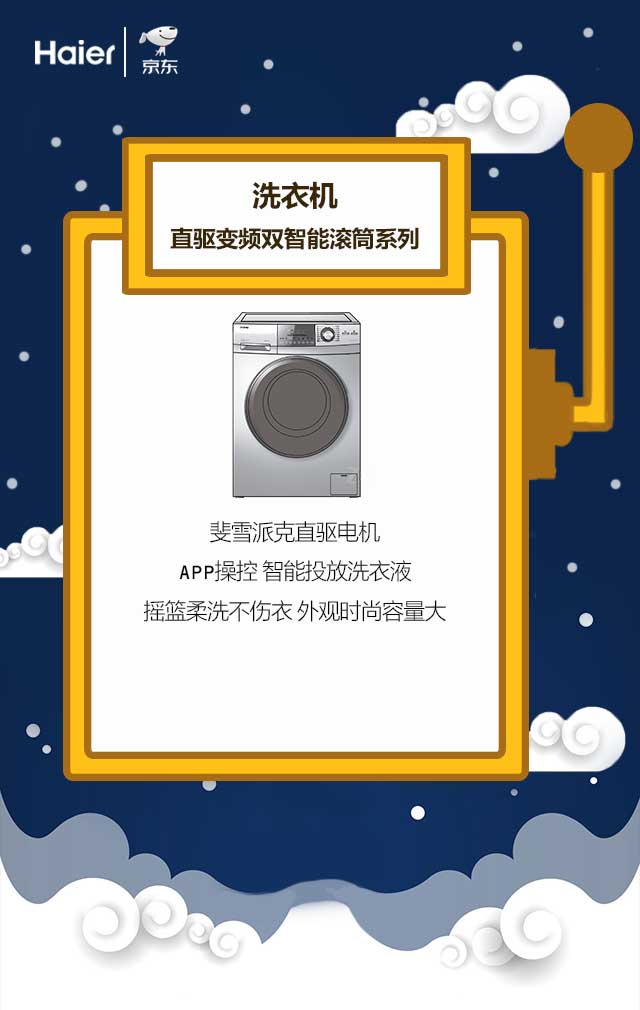 Haier
京东
洗衣机
直驱变频双智能滚筒系列
斐雪派克直驱电机
APP操控 智能投放洗衣液
摇篮柔洗不伤衣 外观时尚容量大